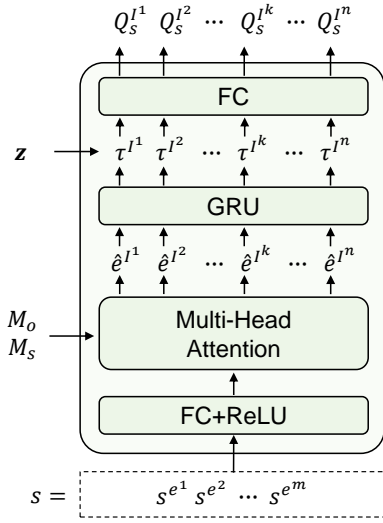 Q_s^{I^1} Q_s^{I^2} ⋯ Q_s^{I^k} Q_s^{I^n}
FC
z τ^{I^1} τ^{I^2} ⋯ τ^{I^k} ⋯ τ^{I^n}
GRU
ê^{I^1} ê^{I^2} ⋯ ê^{I^k} ⋯ ê^{I^n}
M_o
M_s
Multi-Head
Attention
FC+ReLU
s = s^{e^1} s^{e^2} ⋯ s^{e^m}